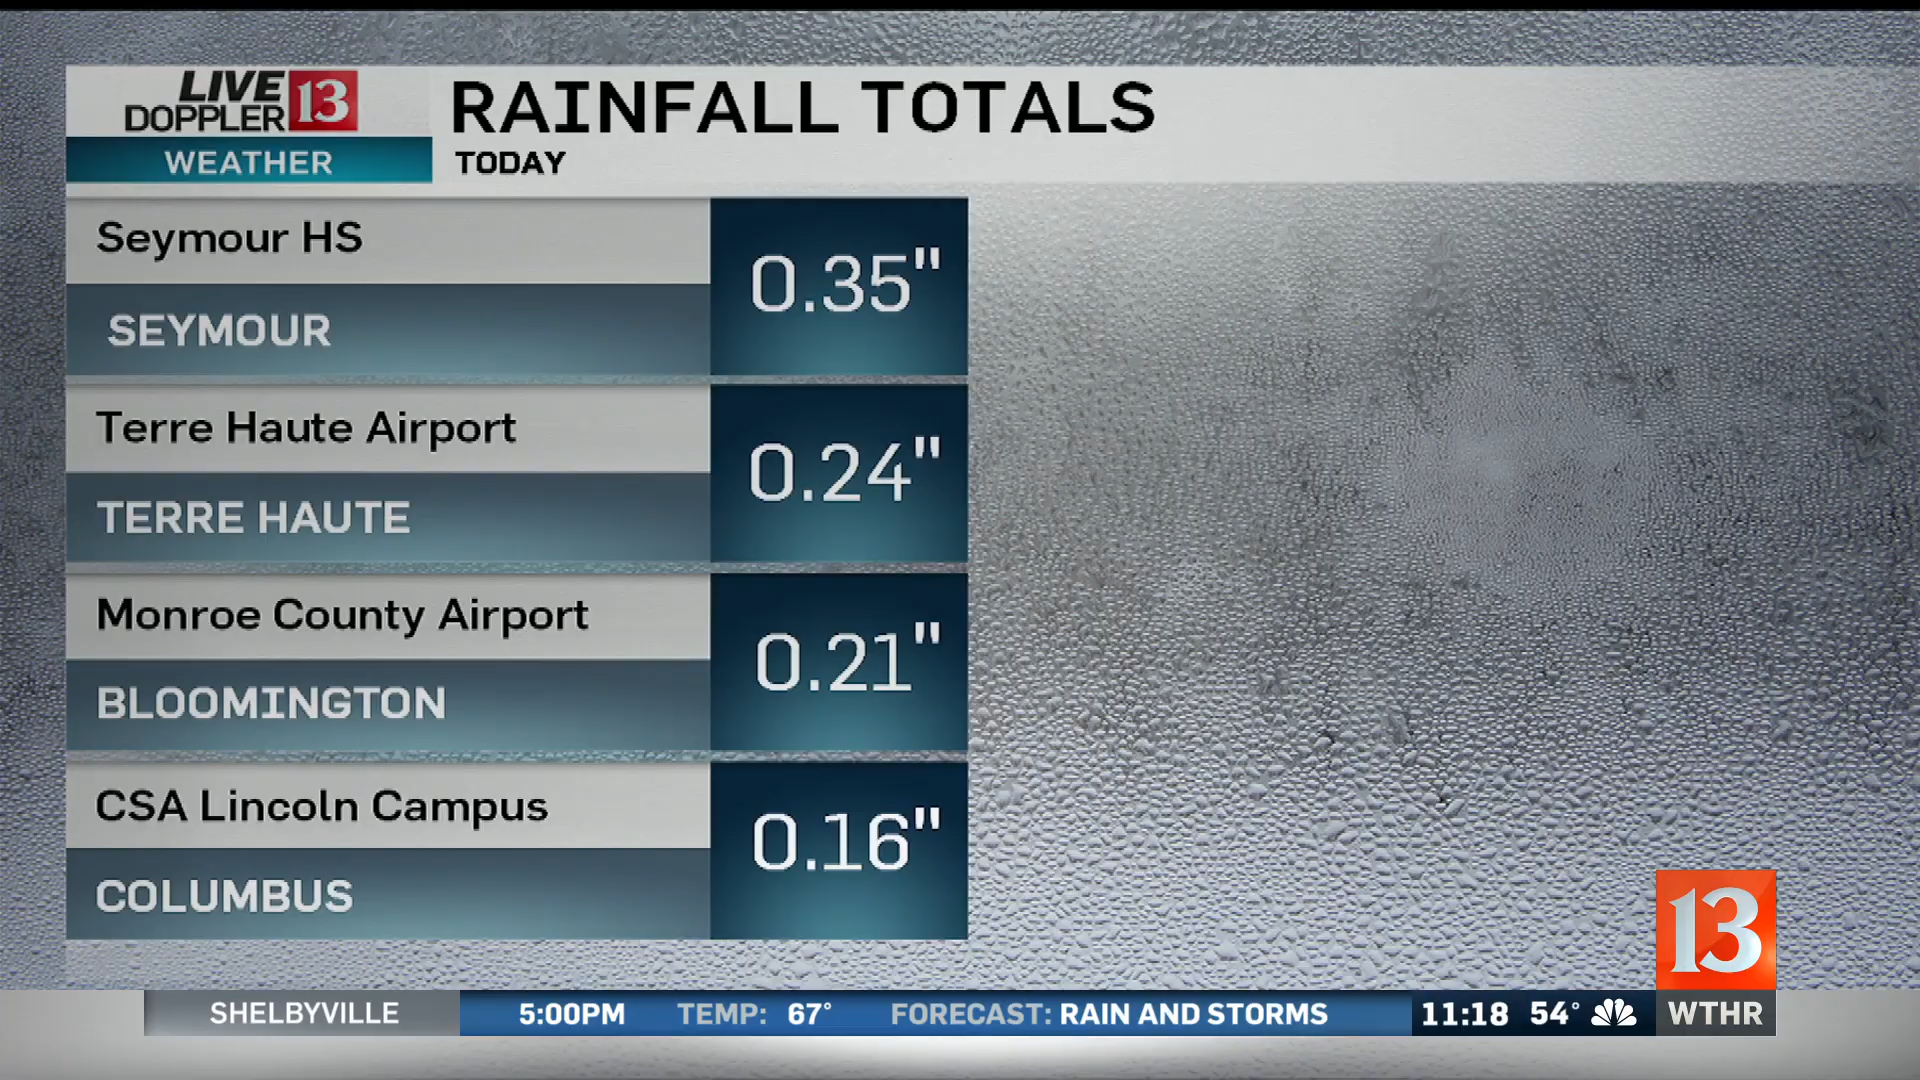 LIVE
DOPPLER 13
WEATHER
RAINFALL TOTALS
TODAY
Seymour HS
SEYMOUR
0.35"
Terre Haute Airport
TERRE HAUTE
0.24"
Monroe County Airport
BLOOMINGTON
0.21"
CSA Lincoln Campus
COLUMBUS
0.16"
13
WTHR
SHELBYVILLE 5:00PM TEMP: 67° FORECAST: RAIN AND STORMS 11:18 54°